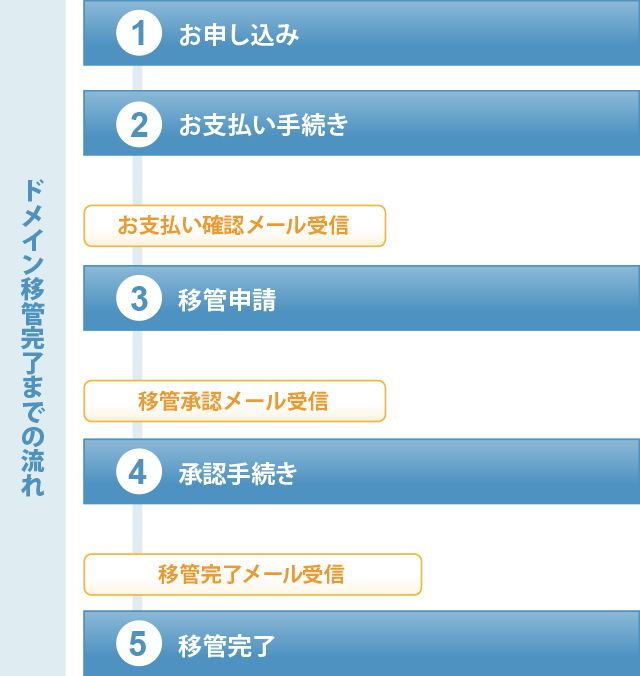 ドメイン移管完了までの流れ
1 お申し込み
2 お支払い手続き
お支払い確認メール受信
3 移管申請
移管承認メール受信
4 承認手続き
移管完了メール受信
5 移管完了